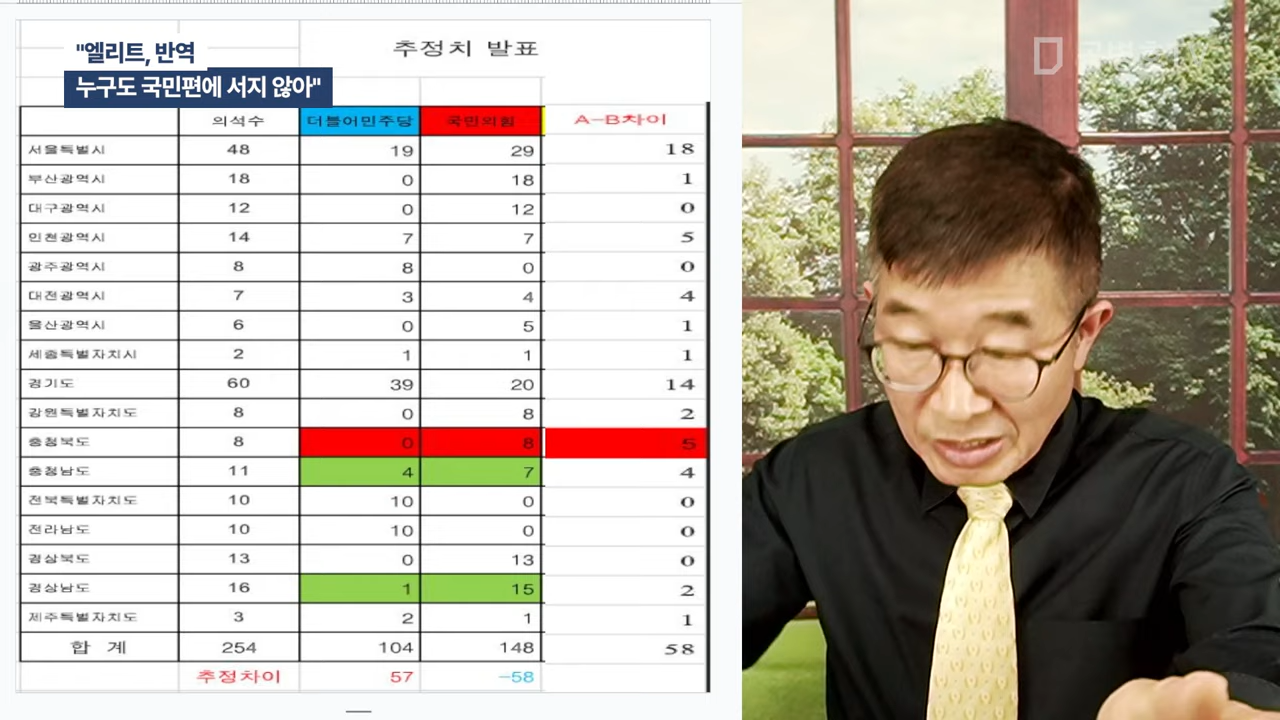 "엘리트, 반역
누구도 국민편에 서지 않아"
추정치 발표
의석수 더불어민주당 국민의힘 A-B차이
서울특별시 48 19 29 18
부산광역시 18 0 18 1
대구광역시 12 0 12 0
인천광역시 14 7 7 5
광주광역시 8 8 0 0
대전광역시 7 3 4 4
울산광역시 6 0 5 1
세종특별자치시 2 1 1 1
경기도 60 39 20 14
강원특별자치도 8 0 8 2
충청북도 8 0 8 5
충청남도 11 4 7 4
전북특별자치도 10 10 0 0
전라남도 10 10 0 0
경상북도 13 0 13 0
경상남도 16 1 15 2
제주특별자치도 3 2 1 1
합 계 254 104 148 58
추정차이 57 -58